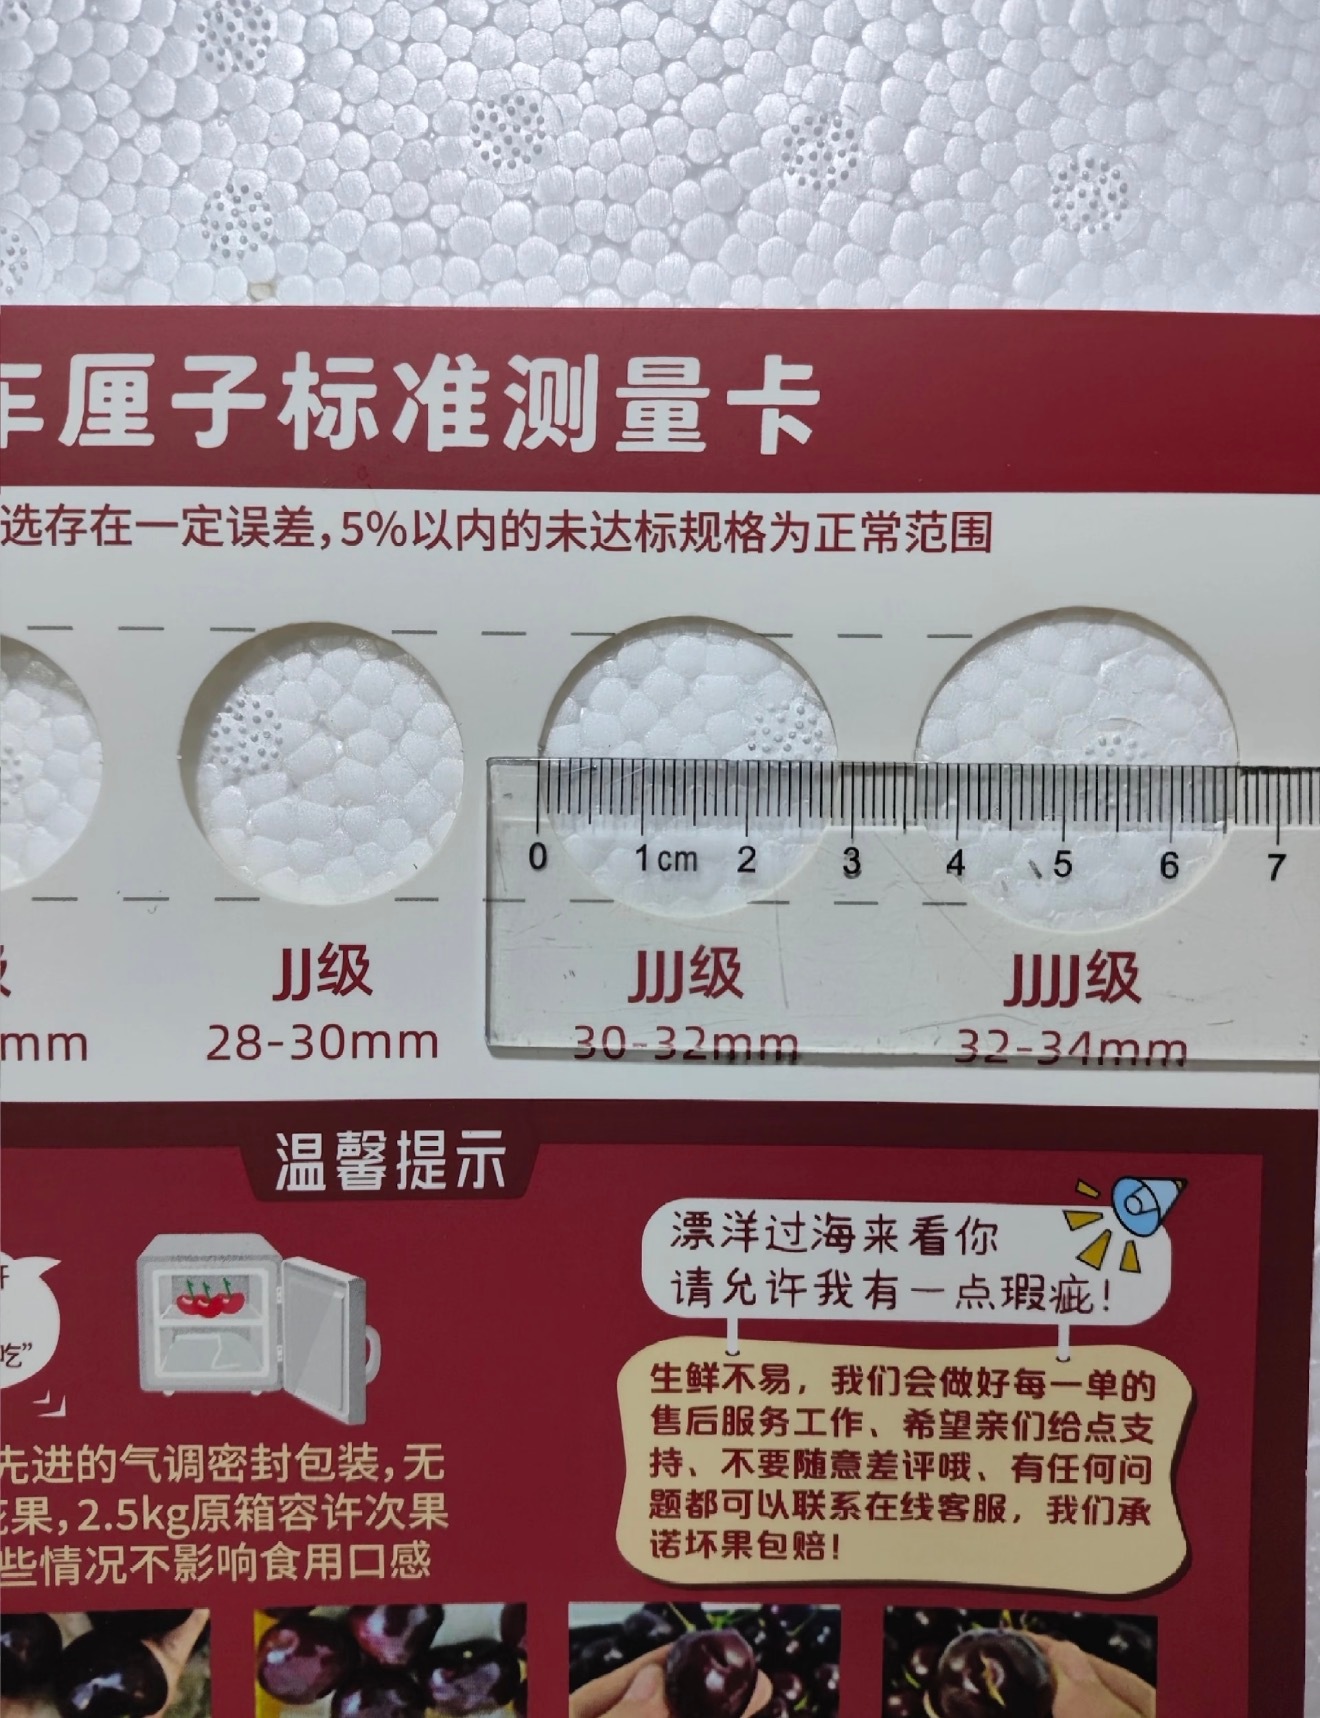 车厘子标准测量卡
选存在一定误差,5%以内的未达标规格为正常范围
0 1cm 2 3 4 5 6 7
级 JJ级 JJJ级 JJJJ级
mm 28-30mm 30-32mm 32-34mm
温馨提示
漂洋过海来看你
请允许我有一点瑕疵!
吃”
生鲜不易，我们会做好每一单的
售后服务工作、希望亲们给点支
持、不要随意差评哦、有任何问
题都可以联系在线客服，我们承
诺坏果包赔!
先进的气调密封包装,无
花果,2.5kg原箱容许次果
些情况不影响食用口感